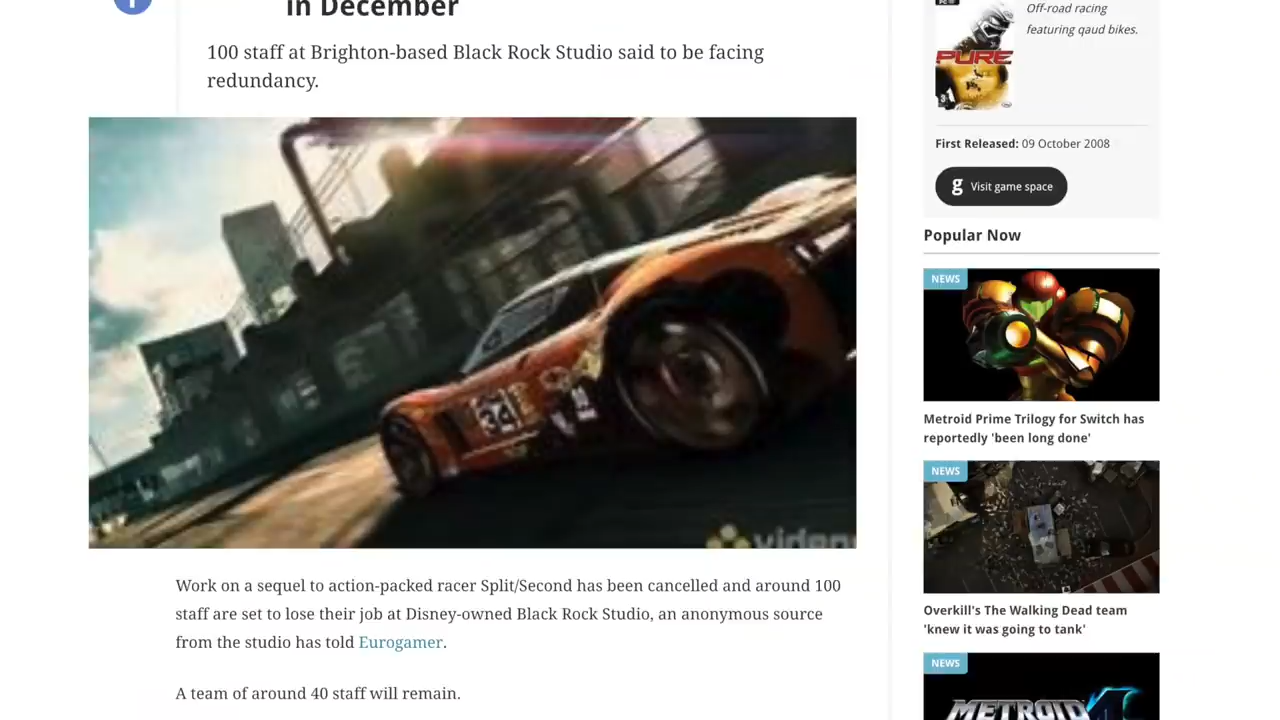 in December
100 staff at Brighton-based Black Rock Studio said to be facing
redundancy.
34
Work on a sequel to action-packed racer Split/Second has been cancelled and around 100
staff are set to lose their job at Disney-owned Black Rock Studio, an anonymous source
from the studio has told Eurogamer.
A team of around 40 staff will remain.
Off-road racing
featuring qaud bikes.
PURE
3
First Released: 09 October 2008
g Visit game space
Popular Now
NEWS
Metroid Prime Trilogy for Switch has
reportedly 'been long done'
NEWS
Overkill's The Walking Dead team
'knew it was going to tank'
NEWS
METROID 4